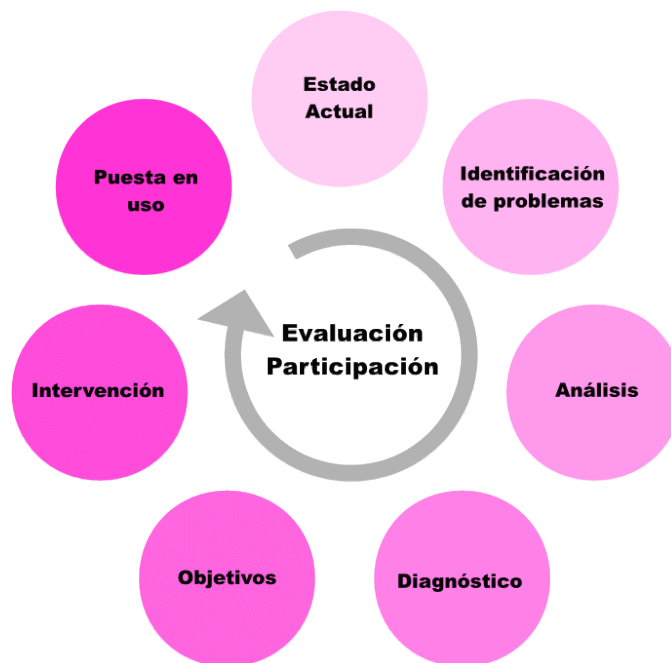 Estado
Actual
Identificación
de problemas
Análisis
Diagnóstico
Objetivos
Intervención
Puesta en
uso
Evaluación
Participación